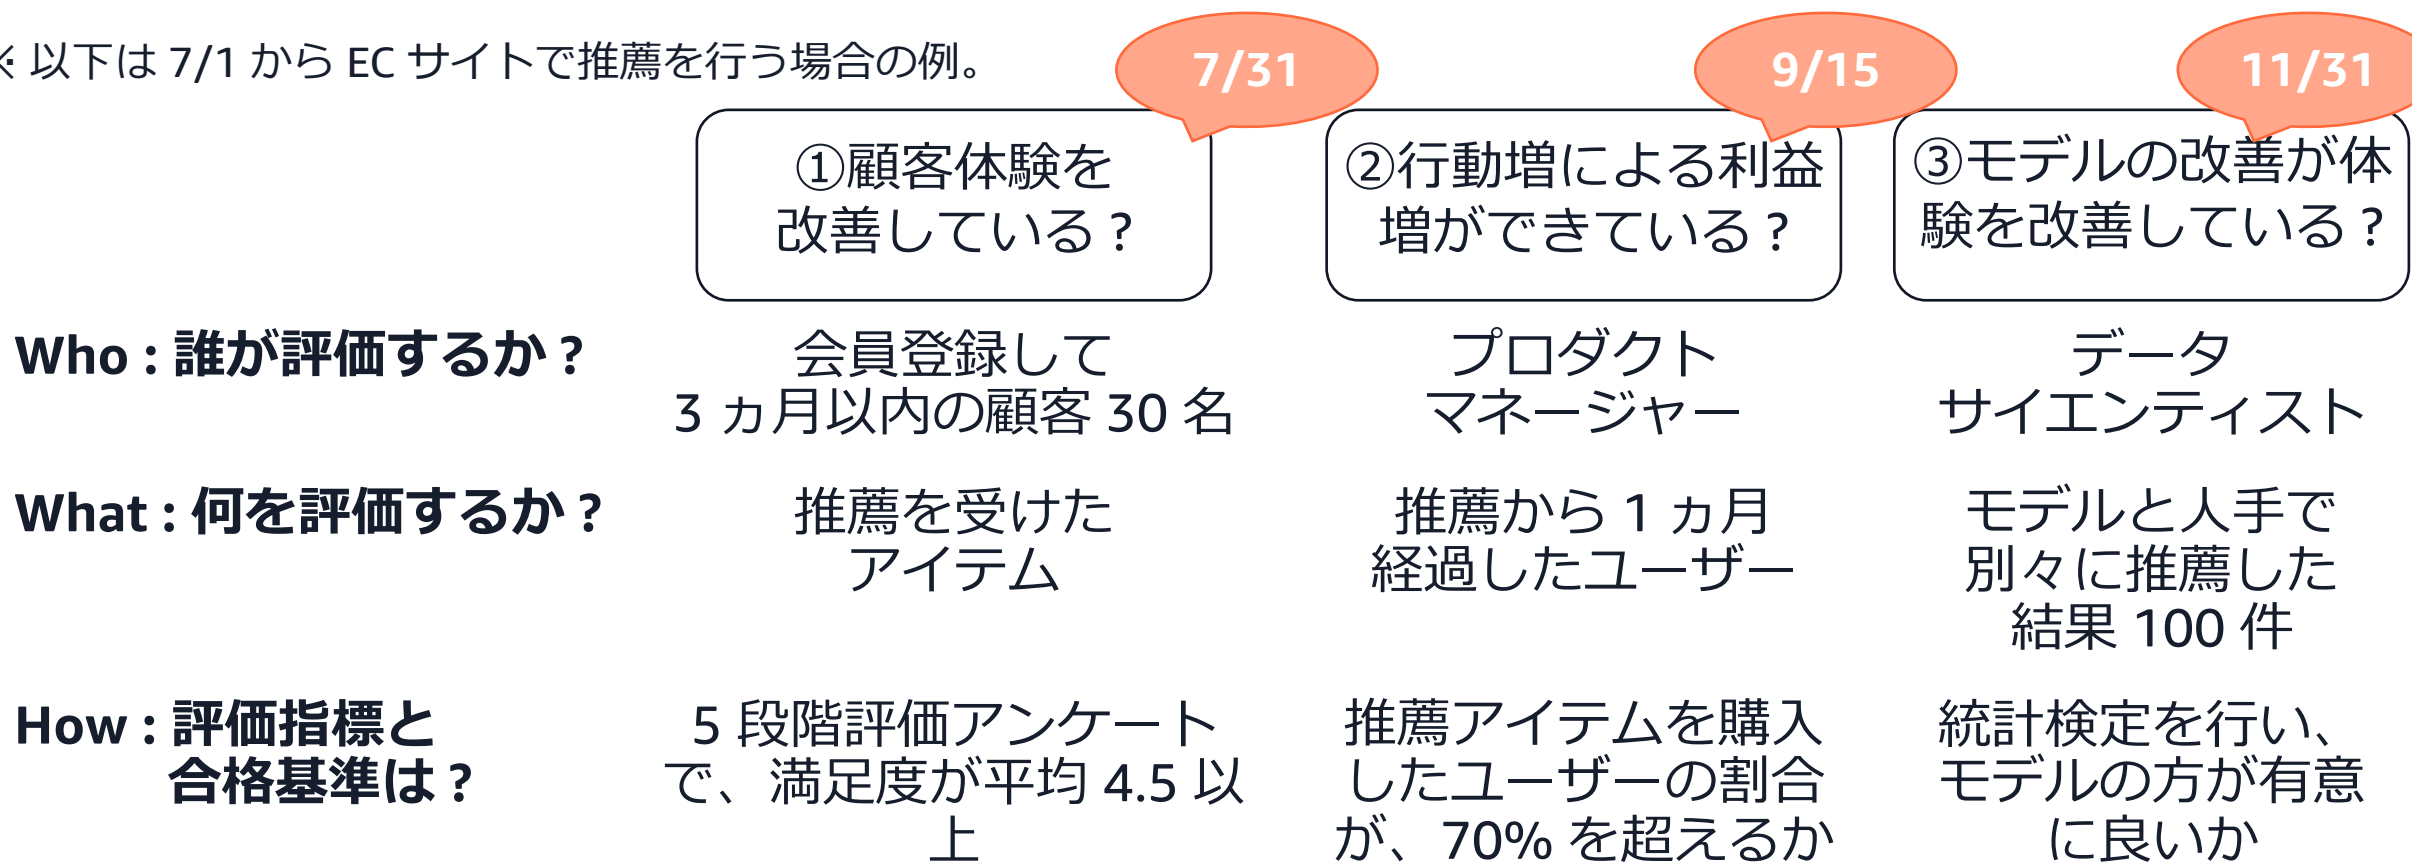 ※ 以下は 7/1 から EC サイトで推薦を行う場合の例。
7/31
9/15
11/31
①顧客体験を
改善している？
②行動増による利益
増ができている？
③モデルの改善が体
験を改善している？
Who : 誰が評価するか？
会員登録して
3 ヵ月以内の顧客 30 名
プロダクト
マネージャー
データ
サイエンティスト
What : 何を評価するか？
推薦を受けた
アイテム
推薦から 1 ヵ月
経過したユーザー
モデルと人手で
別々に推薦した
結果 100 件
How : 評価指標と
合格基準は？
5 段階評価アンケート
で、満足度が平均 4.5 以
上
推薦アイテムを購入
したユーザーの割合
が、70% を超えるか
統計検定を行い、
モデルの方が有意
に良いか